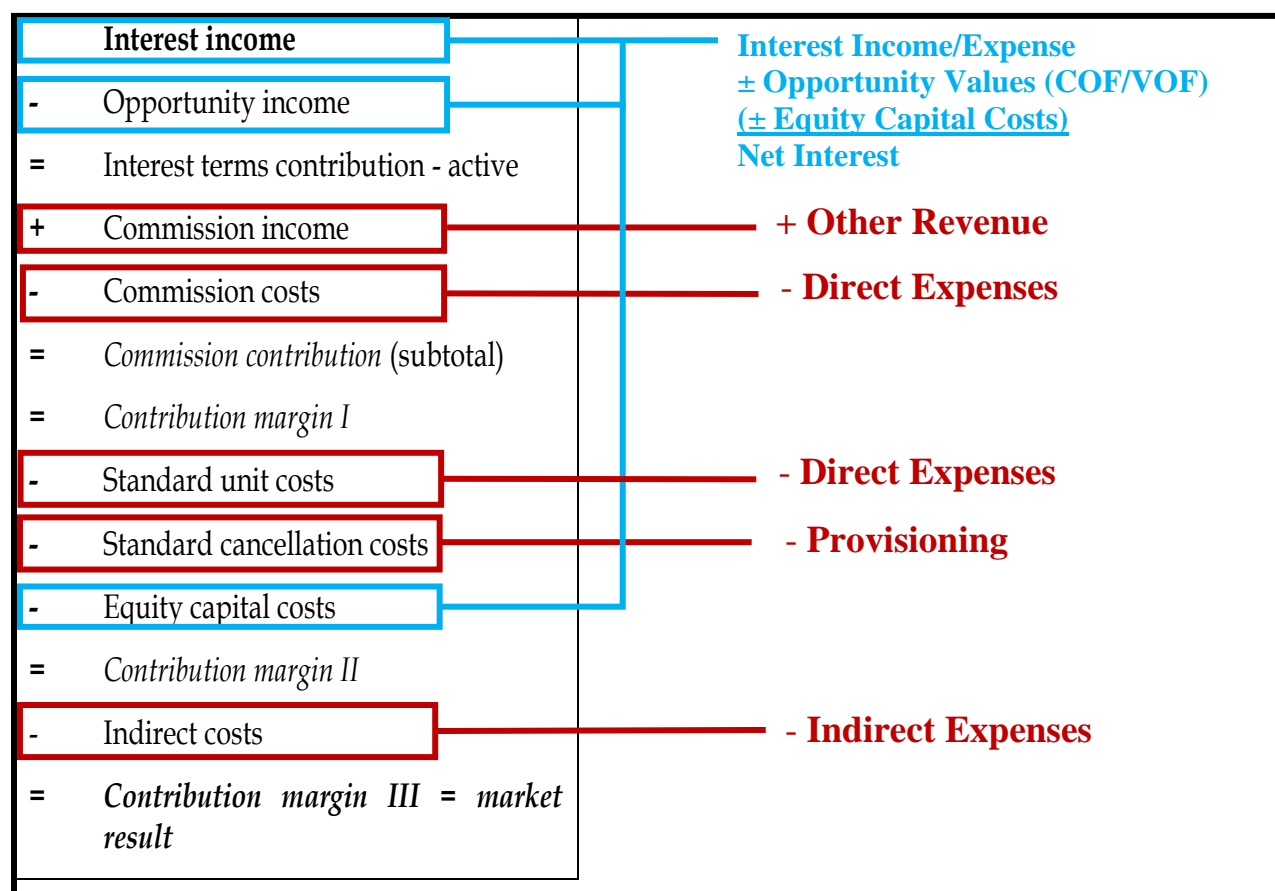 Interest income
- Opportunity income
= Interest terms contribution - active
+ Commission income
- Commission costs
= Commission contribution (subtotal)
= Contribution margin I
- Standard unit costs
- Standard cancellation costs
- Equity capital costs
= Contribution margin II
- Indirect costs
= Contribution margin III = market
result
Interest Income/Expense
± Opportunity Values (COF/VOF)
(± Equity Capital Costs)
Net Interest
+ Other Revenue
- Direct Expenses
- Direct Expenses
- Provisioning
- Indirect Expenses